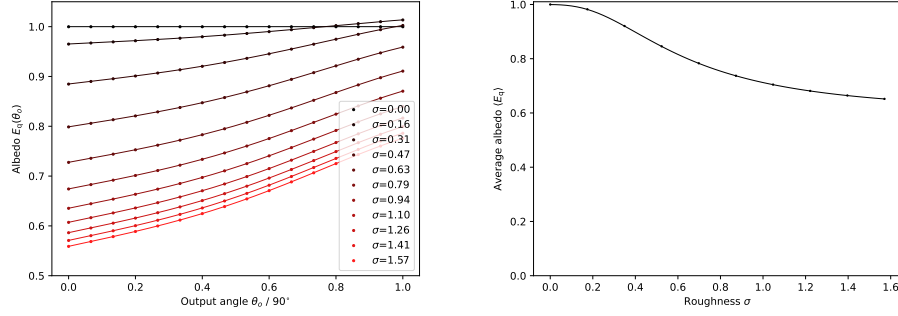 1.0
0.9
0.8
0.7
0.6
0.5
Albedo E_q(θ_o)
0.0 0.2 0.4 0.6 0.8 1.0
Output angle θ_o / 90°
σ=0.00
σ=0.16
σ=0.31
σ=0.47
σ=0.63
σ=0.79
σ=0.94
σ=1.10
σ=1.26
σ=1.41
σ=1.57
1.0
0.8
0.6
0.4
0.2
0.0
Average albedo ⟨E_q⟩
0.0 0.2 0.4 0.6 0.8 1.0 1.2 1.4 1.6
Roughness σ